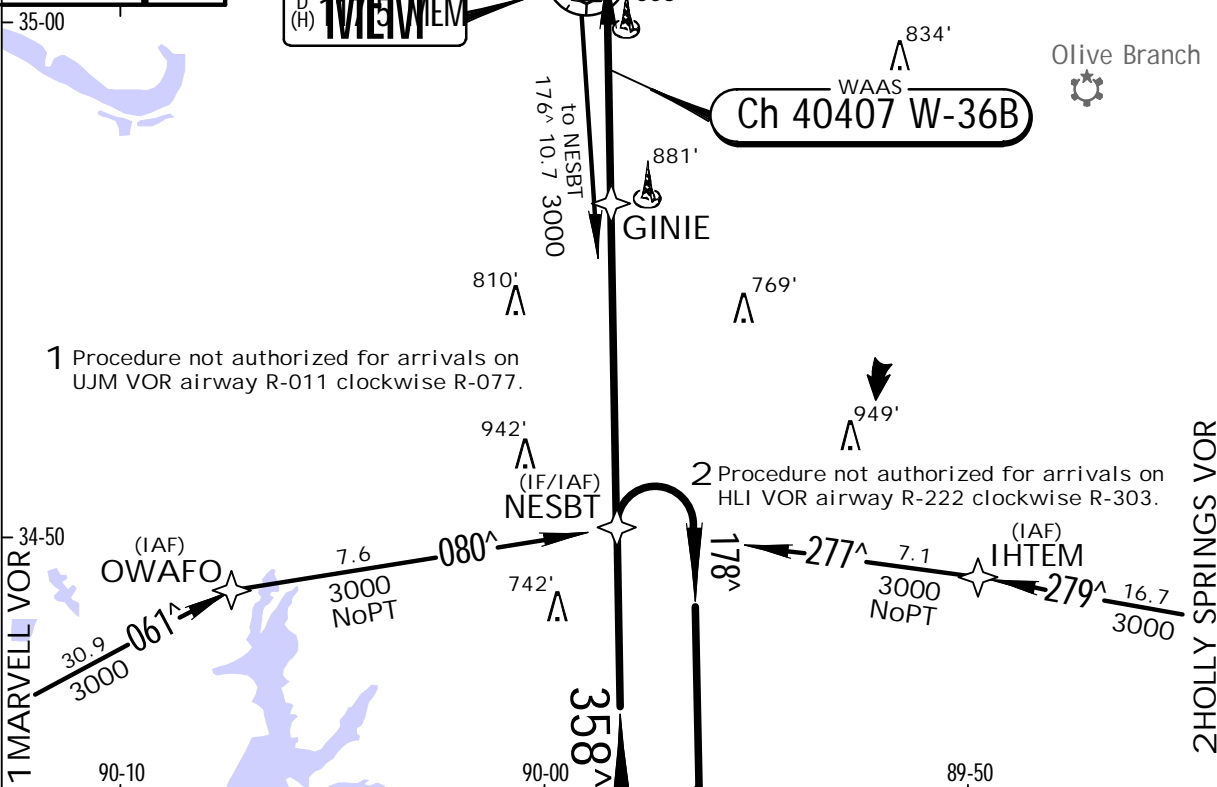 35-00
D
(H)
MEM
834'
Olive Branch
WAAS
Ch 40407 W-36B
to NESBT
176^ 10.7 3000
881'
GINIE
810'
769'
1 Procedure not authorized for arrivals on
UJM VOR airway R-011 clockwise R-077.
949'
942'
2 Procedure not authorized for arrivals on
HLI VOR airway R-222 clockwise R-303.
(IF/IAF)
NESBT
34-50
(IAF)
OWAFO
7.6
080^
3000
NoPT
742'
178^
277^
7.1
3000
NoPT
(IAF)
IHTEM
279^
16.7
3000
30.9
061^
3000
1 MARVELL VOR
2 HOLLY SPRINGS VOR
358^
90-10
90-00
89-50